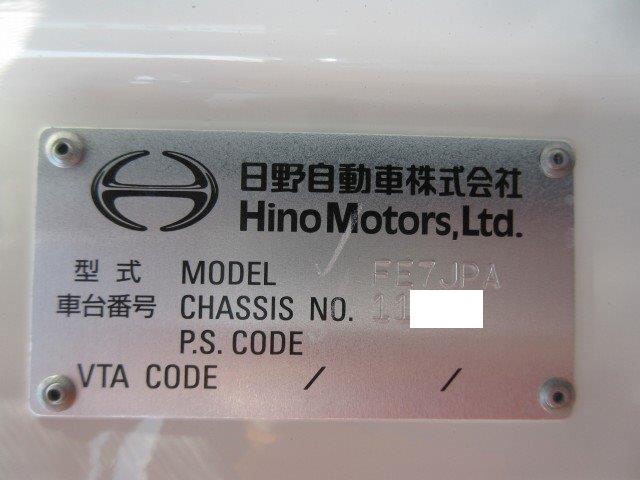 日野自動車株式会社
Hino Motors, Ltd.
型式 MODEL FE7JPA
車台番号 CHASSIS NO. 11
P.S. CODE
VTA CODE / /